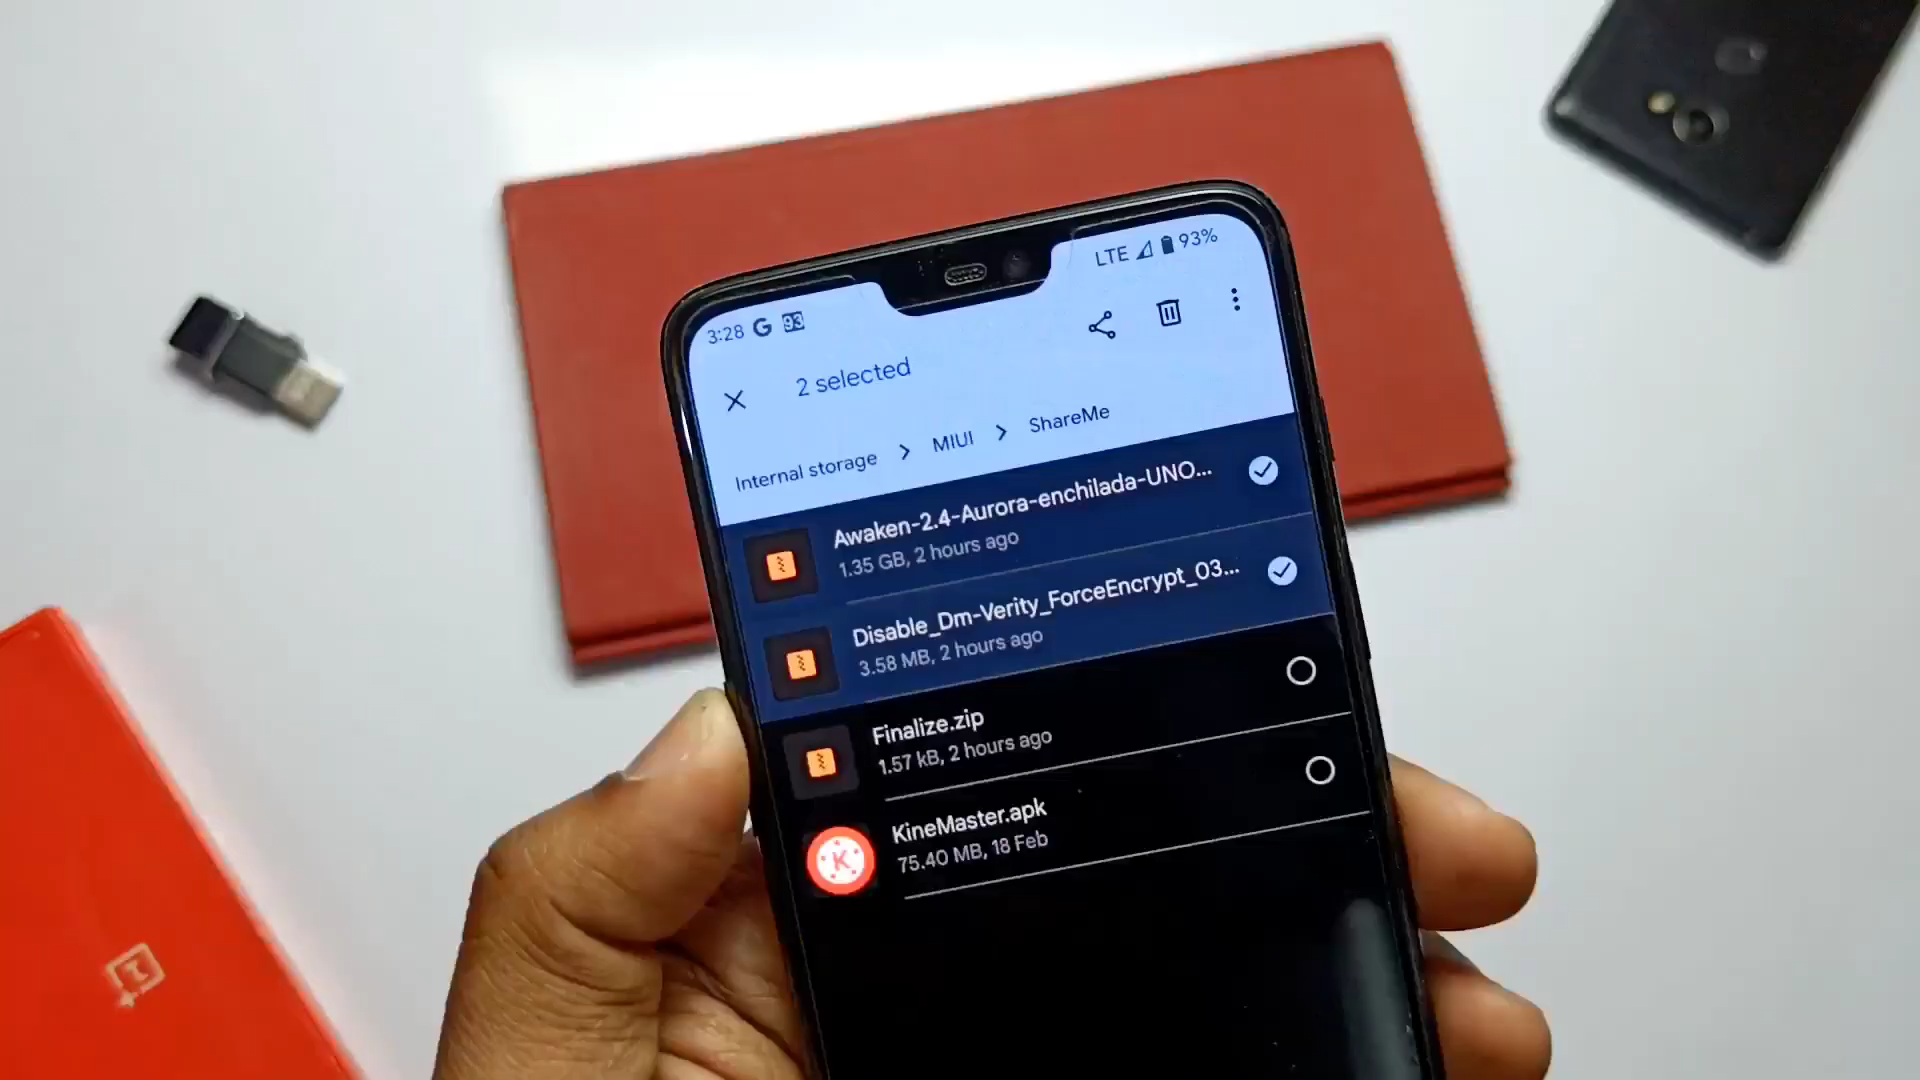 3:28 G 93
LTE 93%
2 selected
Internal storage > MIUI > ShareMe
Awaken-2.4-Aurora-enchilada-UNO...
1.35 GB, 2 hours ago
Disable_Dm-Verity_ForceEncrypt_03...
3.58 MB, 2 hours ago
Finalize.zip
1.57 kB, 2 hours ago
KineMaster.apk
K
75.40 MB, 18 Feb
1+